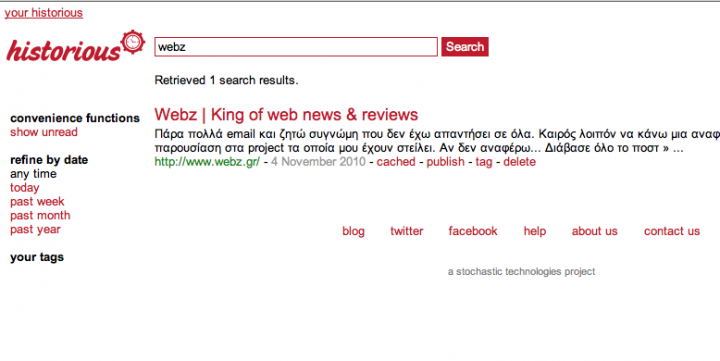 your historious
historious
webz
Search
Retrieved 1 search results.
convenience functions
show unread
refine by date
any time
today
past week
past month
past year
your tags
Webz | King of web news & reviews
Πάρα πολλά email και ζητώ συγνώμη που δεν έχω απαντήσει σε όλα. Καιρός λοιπόν να κάνω μια αναφ
παρουσίαση στα project τα οποία μου έχουν στείλει. Αν δεν αναφέρω... Διάβασε όλο το ποστ » ...
http://www.webz.gr/ - 4 November 2010 - cached - publish - tag - delete
blog twitter facebook help about us contact us
a stochastic technologies project